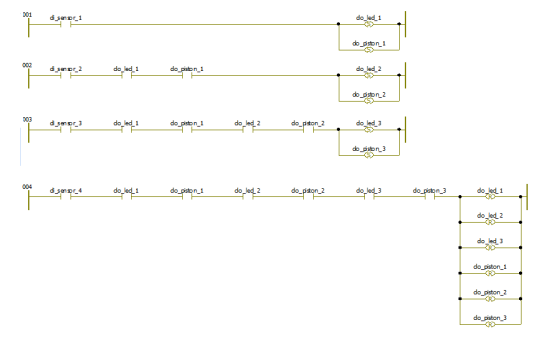 001
di_sensor_1 do_led_1
do_piston_1
002
di_sensor_2 do_led_1 do_piston_1 do_led_2
do_piston_2
003
di_sensor_3 do_led_1 do_piston_1 do_led_2 do_piston_2 do_led_3
do_piston_3
004
di_sensor_4 do_led_1 do_piston_1 do_led_2 do_piston_2 do_led_3 do_piston_3 do_led_1
do_led_2
do_led_3
do_piston_1
do_piston_2
do_piston_3